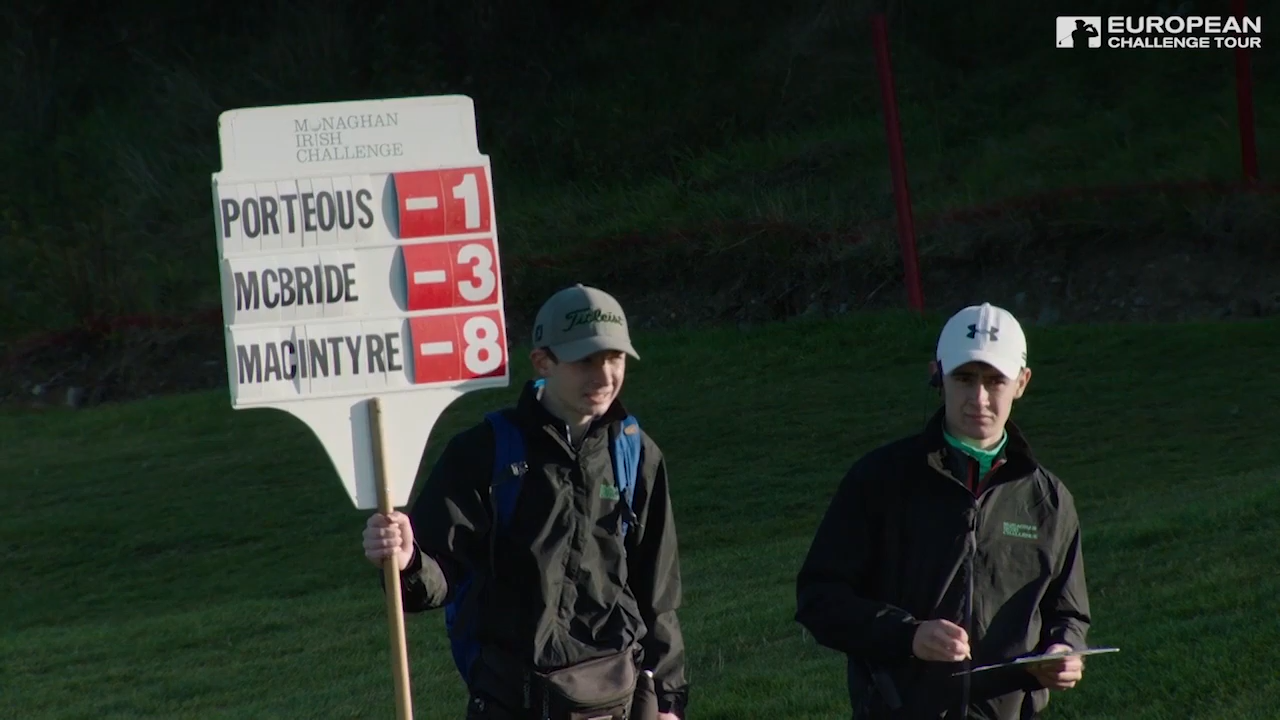 EUROPEAN
CHALLENGE TOUR
MONAGHAN
IRISH
CHALLENGE
PORTEOUS -1
MCBRIDE -3
MACINTYRE -8
Titleist